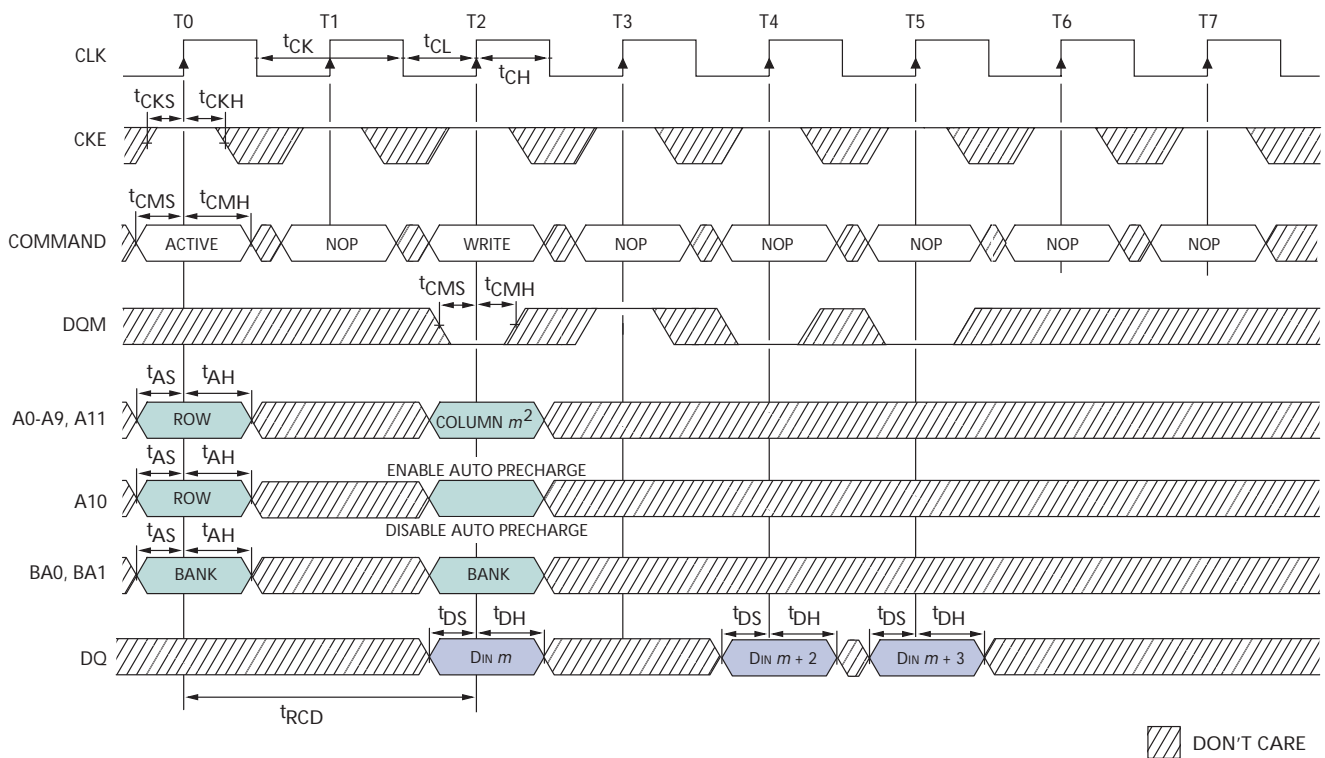 T0 T1 T2 T3 T4 T5 T6 T7
CLK tCK tCL
tCH
tCKS tCKH
CKE
tCMS tCMH
COMMAND ACTIVE NOP WRITE NOP NOP NOP NOP NOP
tCMS tCMH
DQM
tAS tAH
A0-A9, A11 ROW COLUMN m2
tAS tAH ENABLE AUTO PRECHARGE
A10 ROW
DISABLE AUTO PRECHARGE
tAS tAH
BA0, BA1 BANK BANK
tDS tDH tDS tDH tDS tDH
DQ DIN m DIN m + 2 DIN m + 3
tRCD
DON'T CARE